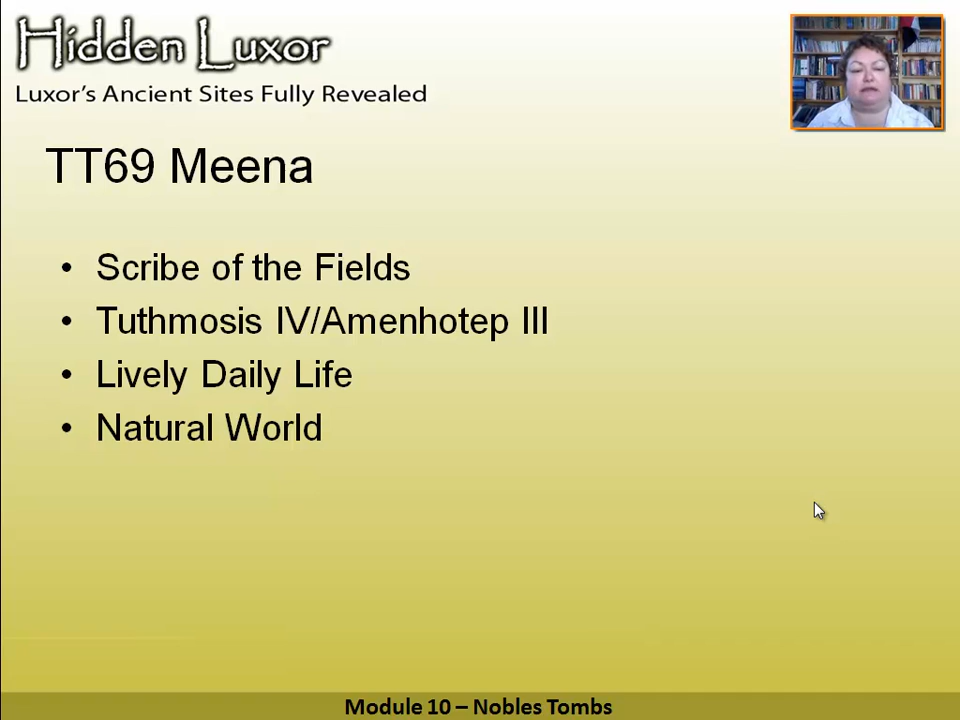 Hidden Luxor
Luxor's Ancient Sites Fully Revealed
TT69 Meena
• Scribe of the Fields
• Tuthmosis IV/Amenhotep III
• Lively Daily Life
• Natural World
Module 10 – Nobles Tombs